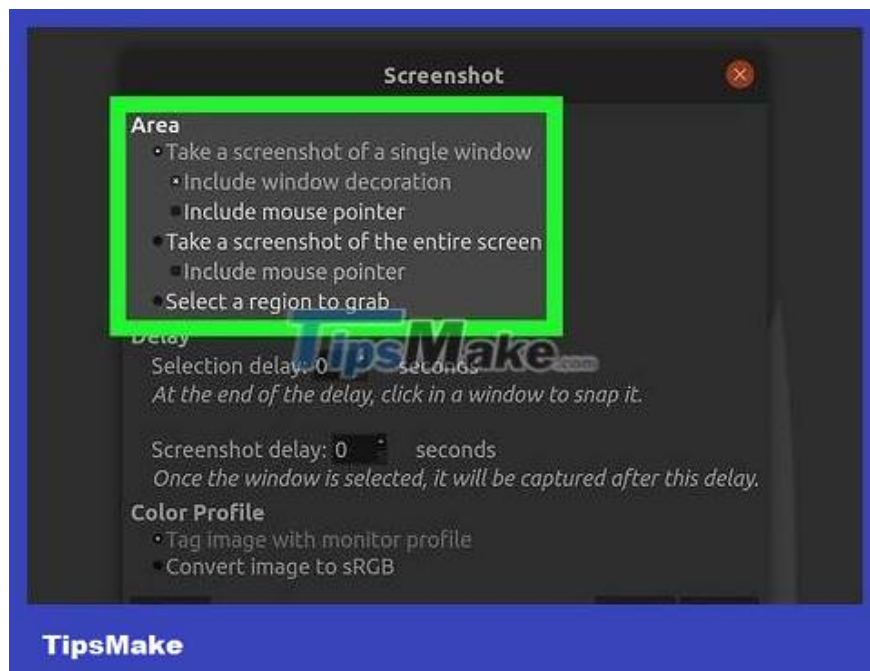 Screenshot
Area
Take a screenshot of a single window
Include window decoration
Include mouse pointer
Take a screenshot of the entire screen
Include mouse pointer
Select a region to grab
Delay
TipsMake.com
Selection delay: 0 seconds
At the end of the delay, click in a window to snap it.
Screenshot delay: 0 seconds
Once the window is selected, it will be captured after this delay.
Color Profile
Tag image with monitor profile
Convert image to sRGB
TipsMake